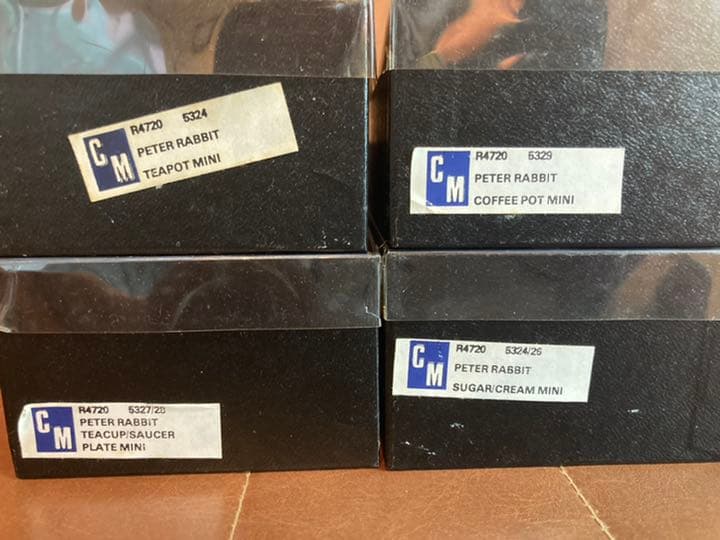 CM
R4720 5324
PETER RABBIT
TEAPOT MINI
CM
R4720 5329
PETER RABBIT
COFFEE POT MINI
CM
R4720 5327/28
PETER RABBIT
TEACUP/SAUCER
PLATE MINI
CM
R4720 5324/26
PETER RABBIT
SUGAR/CREAM MINI